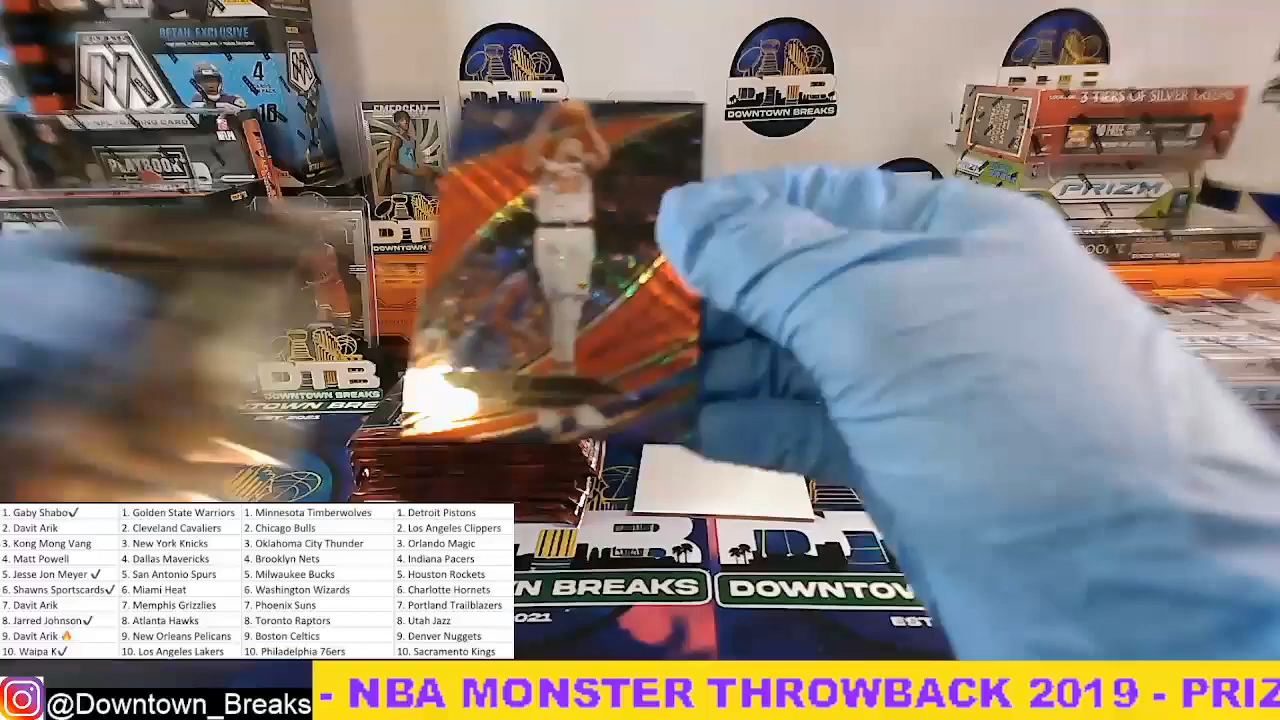 RETAIL EXCLUSIVE
4
NFL TRADING CARD
PLAYBOOK
EMERGENT
DTB
DOWNTOWN BREAKS
3 TIERS OF SILVER
PRIZM
DOWNTOWN
DTB
DOWNTOWN BREAKS
EST. 2021
N BREAKS
DOWNTOWN
2021
EST
1. Gaby Shabo✓ 1. Golden State Warriors 1. Minnesota Timberwolves 1. Detroit Pistons
2. Davit Arik 2. Cleveland Cavaliers 2. Chicago Bulls 2. Los Angeles Clippers
3. Kong Mong Vang 3. New York Knicks 3. Oklahoma City Thunder 3. Orlando Magic
4. Matt Powell 4. Dallas Mavericks 4. Brooklyn Nets 4. Indiana Pacers
5. Jesse Jon Meyer ✓ 5. San Antonio Spurs 5. Milwaukee Bucks 5. Houston Rockets
6. Shawns Sportscards✓ 6. Miami Heat 6. Washington Wizards 6. Charlotte Hornets
7. Davit Arik 7. Memphis Grizzlies 7. Phoenix Suns 7. Portland Trailblazers
8. Jarred Johnson✓ 8. Atlanta Hawks 8. Toronto Raptors 8. Utah Jazz
9. Davit Arik 🔥 9. New Orleans Pelicans 9. Boston Celtics 9. Denver Nuggets
10. Waipa K✓ 10. Los Angeles Lakers 10. Philadelphia 76ers 10. Sacramento Kings
@Downtown_Breaks
- NBA MONSTER THROWBACK 2019 - PRIZ